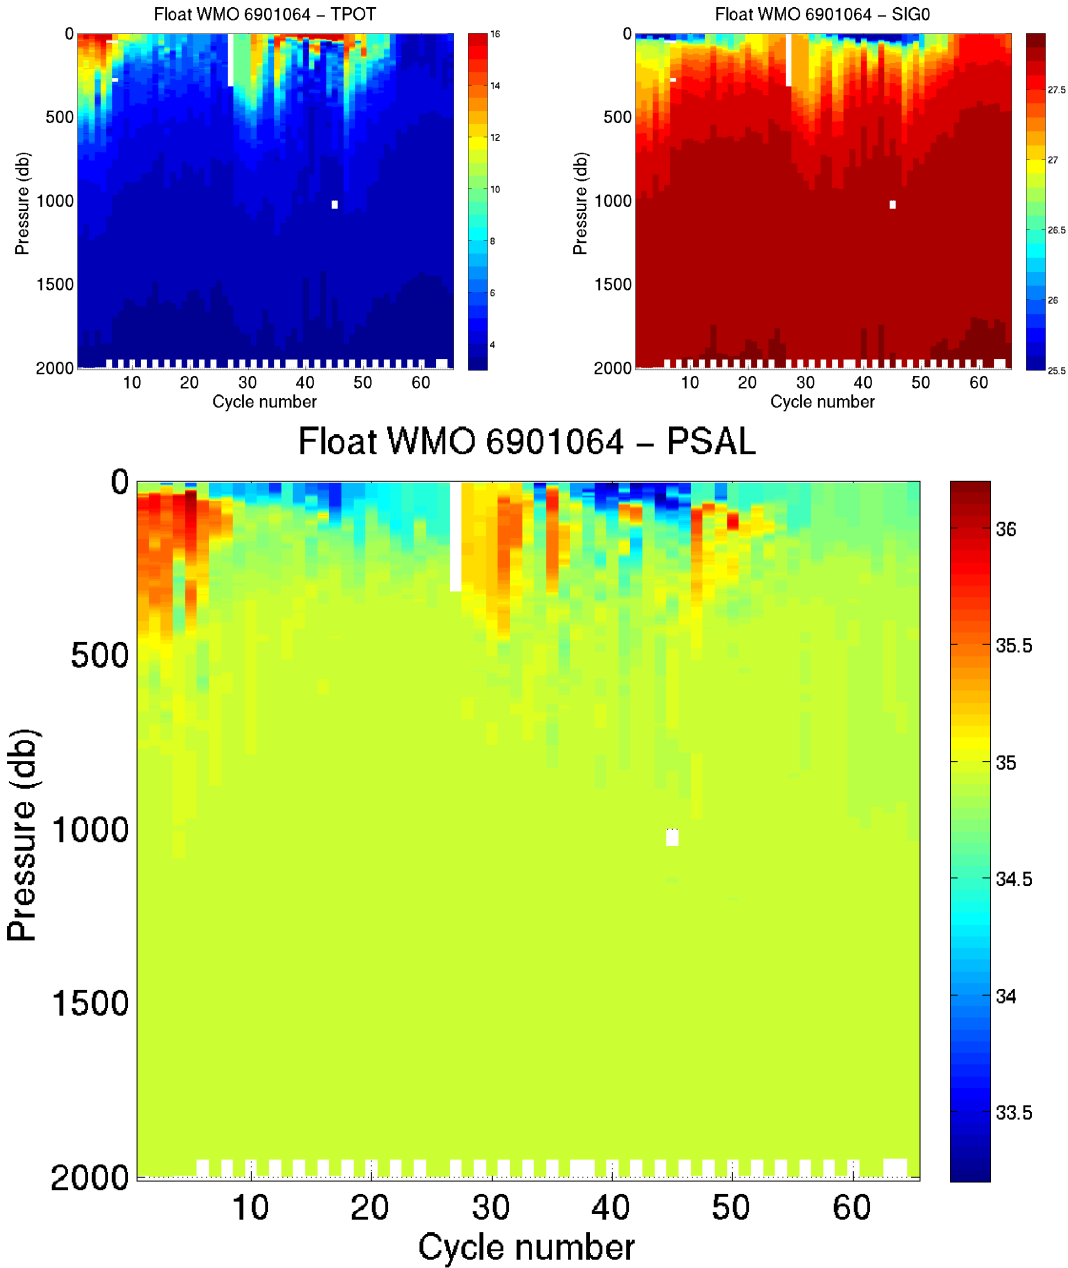 Float WMO 6901064 − TPOT
0
500
1000
1500
2000
Pressure (db)
10 20 30 40 50 60
Cycle number
16
14
12
10
8
6
4
Float WMO 6901064 − SIG0
0
500
1000
1500
2000
Pressure (db)
10 20 30 40 50 60
Cycle number
27.5
27
26.5
26
25.5
Float WMO 6901064 − PSAL
0
500
1000
1500
2000
Pressure (db)
10 20 30 40 50 60
Cycle number
36
35.5
35
34.5
34
33.5